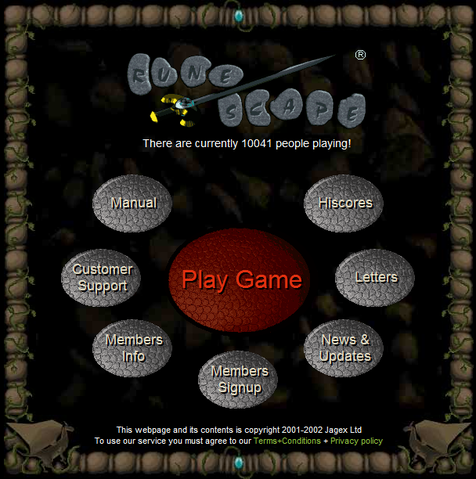 RUNE
SCAPE
®
There are currently 10041 people playing!
Manual
Hiscores
Play Game
Customer
Support
Letters
Members
Info
News &
Updates
Members
Signup
This webpage and its contents is copyright 2001-2002 Jagex Ltd
To use our service you must agree to our Terms+Conditions + Privacy policy